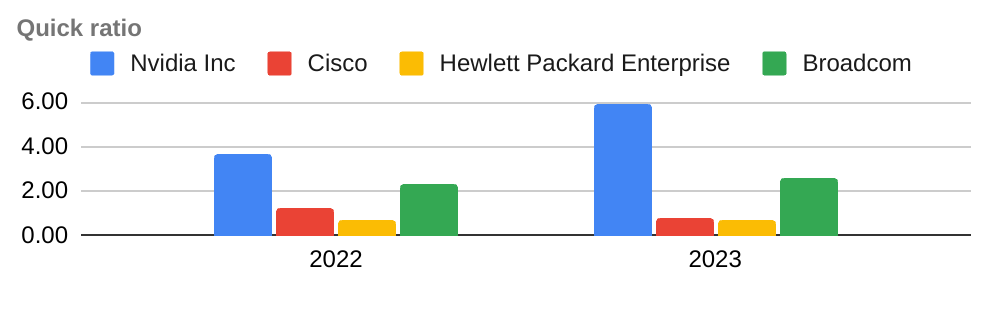 Quick ratio
Nvidia Inc Cisco Hewlett Packard Enterprise Broadcom
6.00
4.00
2.00
0.00
2022 2023